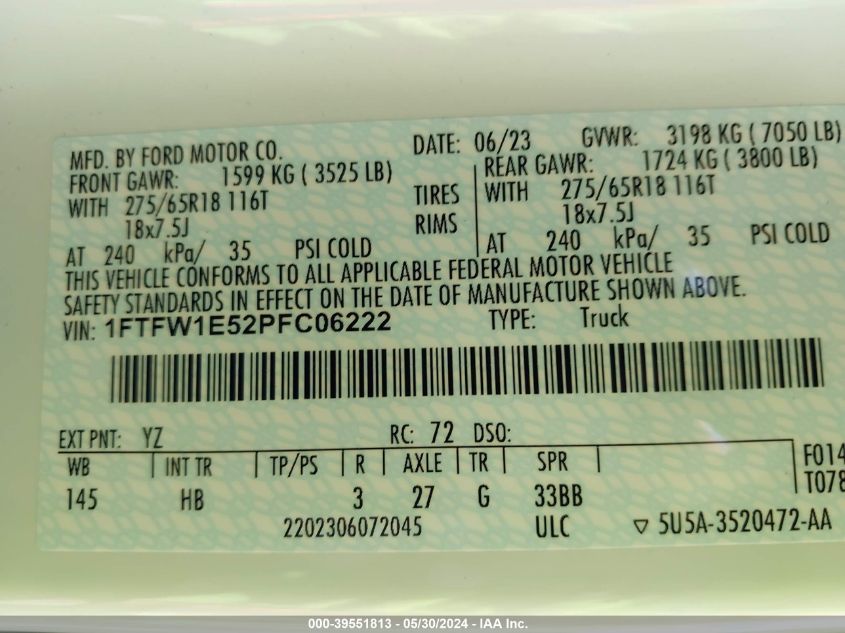 MFD. BY FORD MOTOR CO. DATE: 06/23 GVWR: 3198 KG ( 7050 LB)
FRONT GAWR: 1599 KG ( 3525 LB) REAR GAWR: 1724 KG ( 3800 LB)
WITH 275/65R18 116T TIRES WITH 275/65R18 116T
18x7.5J RIMS 18x7.5J
AT 240 kPa/ 35 PSI COLD AT 240 kPa/ 35 PSI COLD
THIS VEHICLE CONFORMS TO ALL APPLICABLE FEDERAL MOTOR VEHICLE
SAFETY STANDARDS IN EFFECT ON THE DATE OF MANUFACTURE SHOWN ABOVE.
VIN: 1FTFW1E52PFC06222 TYPE: Truck
EXT PNT: YZ RC: 72 DSO:
WB INT TR TP/PS R AXLE TR SPR F014
145 HB 3 27 G 33BB T078
2202306072045 ULC ▽ 5U5A-3520472-AA
000-39551813 - 05/30/2024 - IAA Inc.